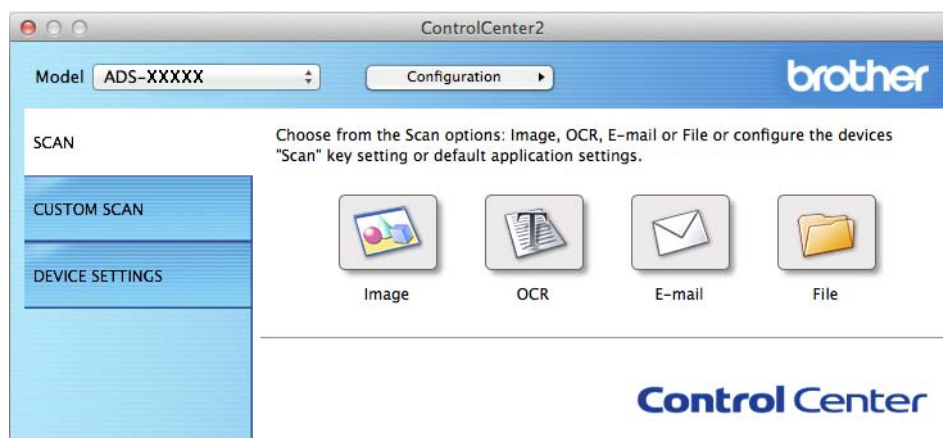 ControlCenter2
Model ADS-XXXXX Configuration brother
SCAN
Choose from the Scan options: Image, OCR, E-mail or File or configure the devices
"Scan" key setting or default application settings.
CUSTOM SCAN
DEVICE SETTINGS
Image OCR E-mail File
Control Center